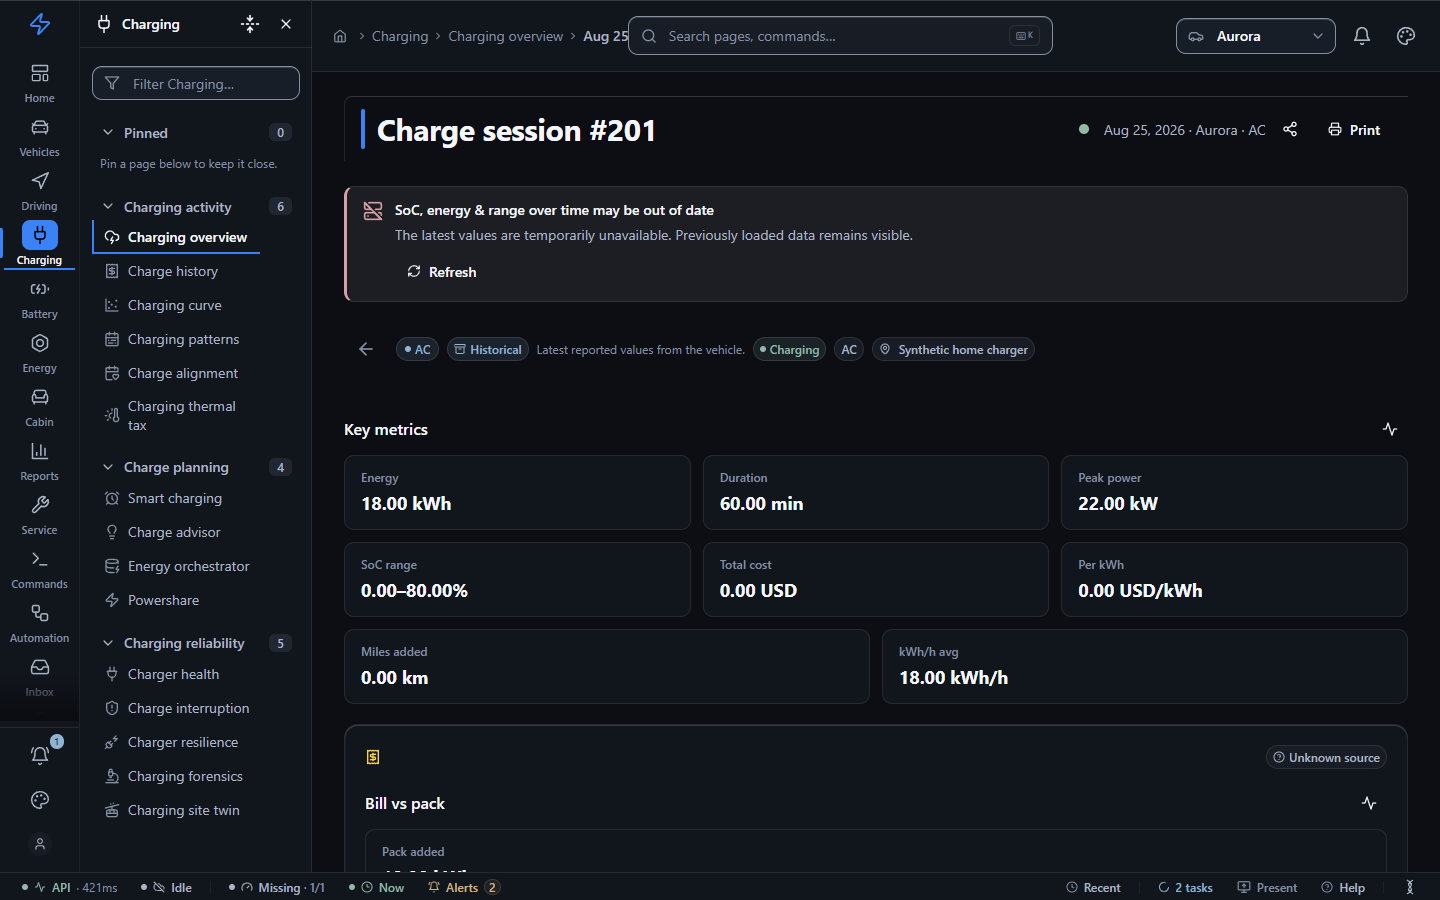 Charging
Home
Vehicles
Driving
Charging
Battery
Energy
Cabin
Reports
Service
Commands
Automation
Inbox
1
Filter Charging...
Pinned 0
Pin a page below to keep it close.
Charging activity 6
Charging overview
Charge history
Charging curve
Charging patterns
Charge alignment
Charging thermal
tax
Charge planning 4
Smart charging
Charge advisor
Energy orchestrator
Powershare
Charging reliability 5
Charger health
Charge interruption
Charger resilience
Charging forensics
Charging site twin
Charging Charging overview Aug 25
Search pages, commands... K
Aurora
Charge session #201
Aug 25, 2026 · Aurora · AC
Print
SoC, energy & range over time may be out of date
The latest values are temporarily unavailable. Previously loaded data remains visible.
Refresh
AC Historical Latest reported values from the vehicle. Charging AC Synthetic home charger
Key metrics
Energy
18.00 kWh
Duration
60.00 min
Peak power
22.00 kW
SoC range
0.00–80.00%
Total cost
0.00 USD
Per kWh
0.00 USD/kWh
Miles added
0.00 km
kWh/h avg
18.00 kWh/h
Unknown source
Bill vs pack
Pack added
API · 421ms Idle Missing · 1/1 Now Alerts 2 Recent 2 tasks Present Help